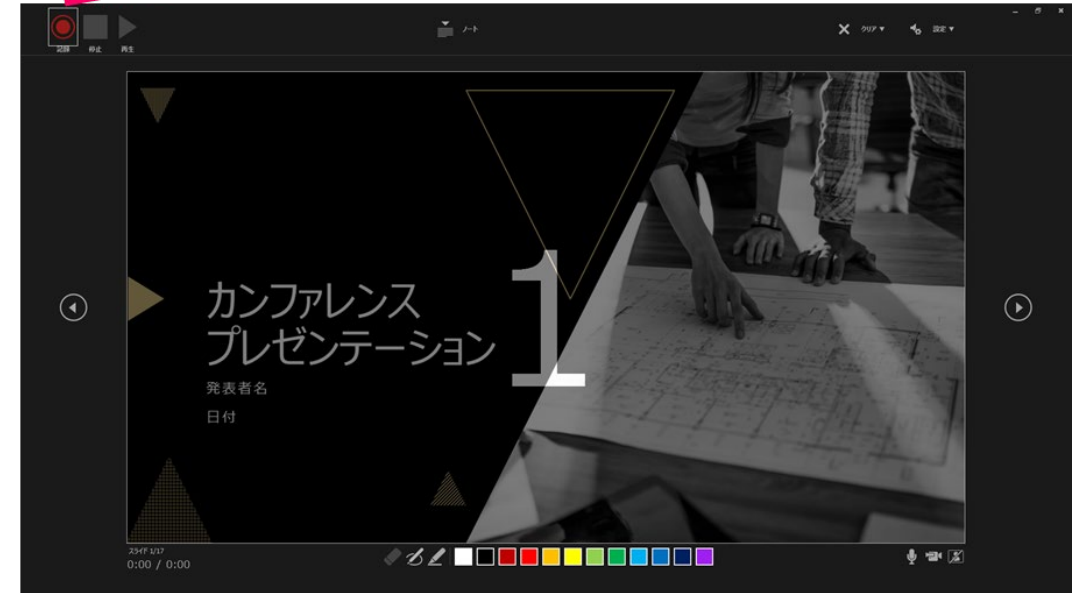 記録 停止 再生
ノート
クリア 設定
カンファレンス
プレゼンテーション
1
発表者名
日付
スライド 1/17
0:00 / 0:00